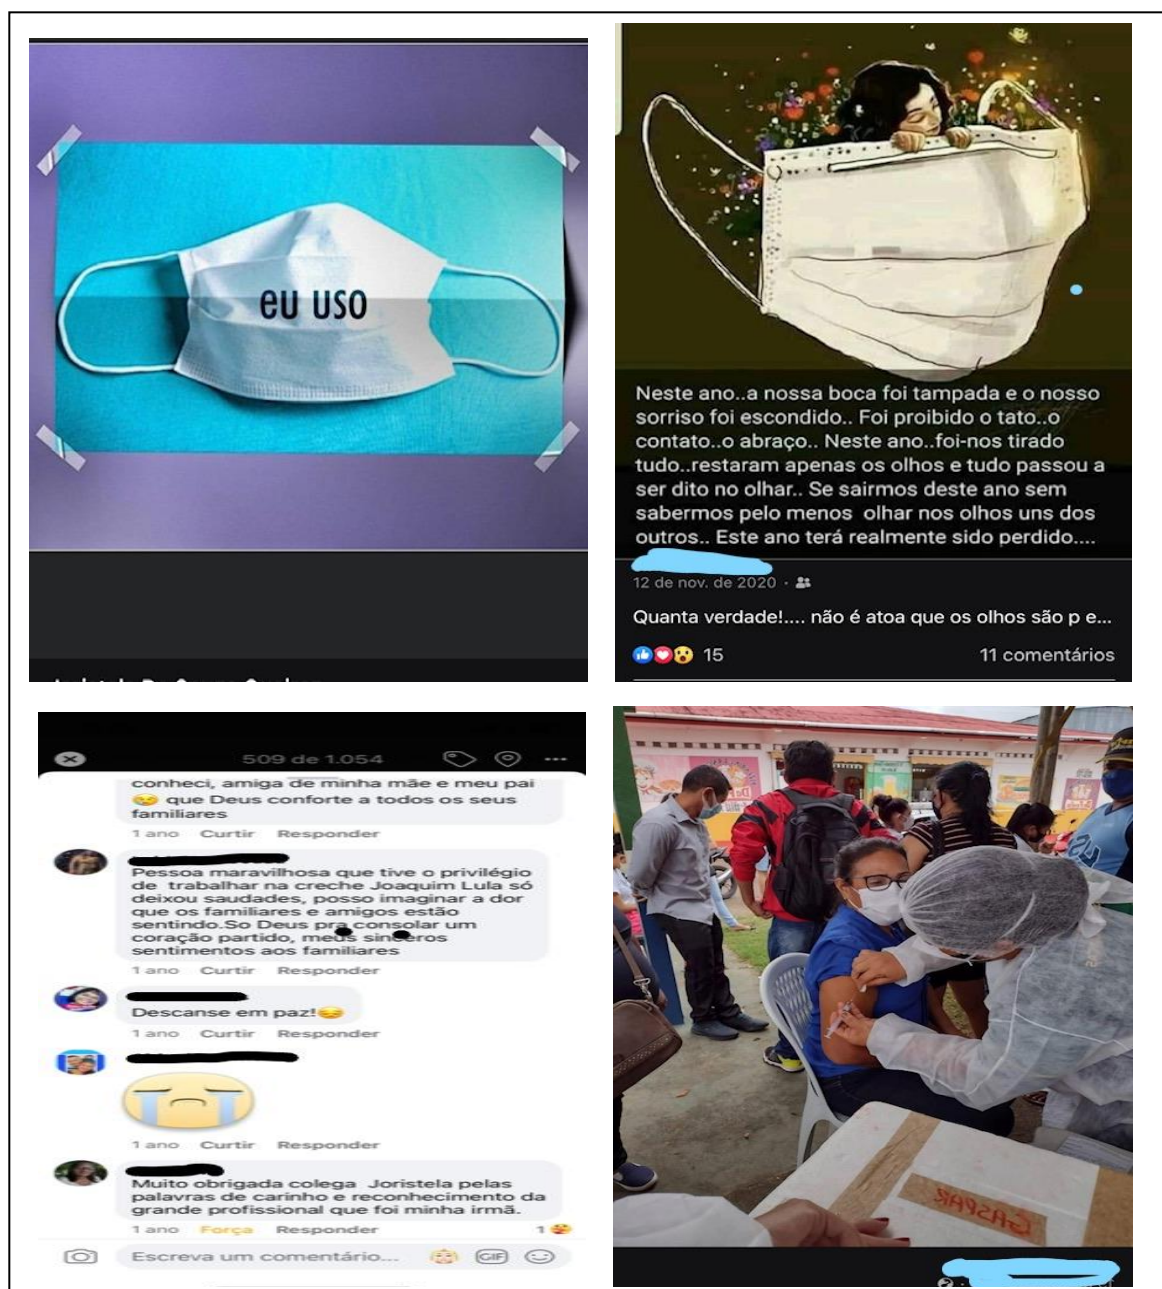 eu uso
Neste ano..a nossa boca foi tampada e o nosso
sorriso foi escondido.. Foi proibido o tato..o
contato..o abraço.. Neste ano..foi-nos tirado
tudo..restaram apenas os olhos e tudo passou a
ser dito no olhar.. Se sairmos deste ano sem
sabermos pelo menos olhar nos olhos uns dos
outros.. Este ano terá realmente sido perdido....
12 de nov. de 2020
Quanta verdade!.... não é atoa que os olhos são p e...
15
11 comentários
509 de 1.054
conheci, amiga de minha mãe e meu pai
que Deus conforte a todos os seus
familiares
1 ano Curtir Responder
Pessoa maravilhosa que tive o privilégio
de trabalhar na creche Joaquim Lula só
deixou saudades, posso imaginar a dor
que os familiares e amigos estão
sentindo.So Deus pra consolar um
coração partido, meus sinceros
sentimentos aos familiares
1 ano Curtir Responder
Descanse em paz!
1 ano Curtir Responder
1 ano Curtir Responder
Muito obrigada colega Joristela pelas
palavras de carinho e reconhecimento da
grande profissional que foi minha irmã.
1 ano Força Responder
1
Escreva um comentário...
GIF
GASPAR